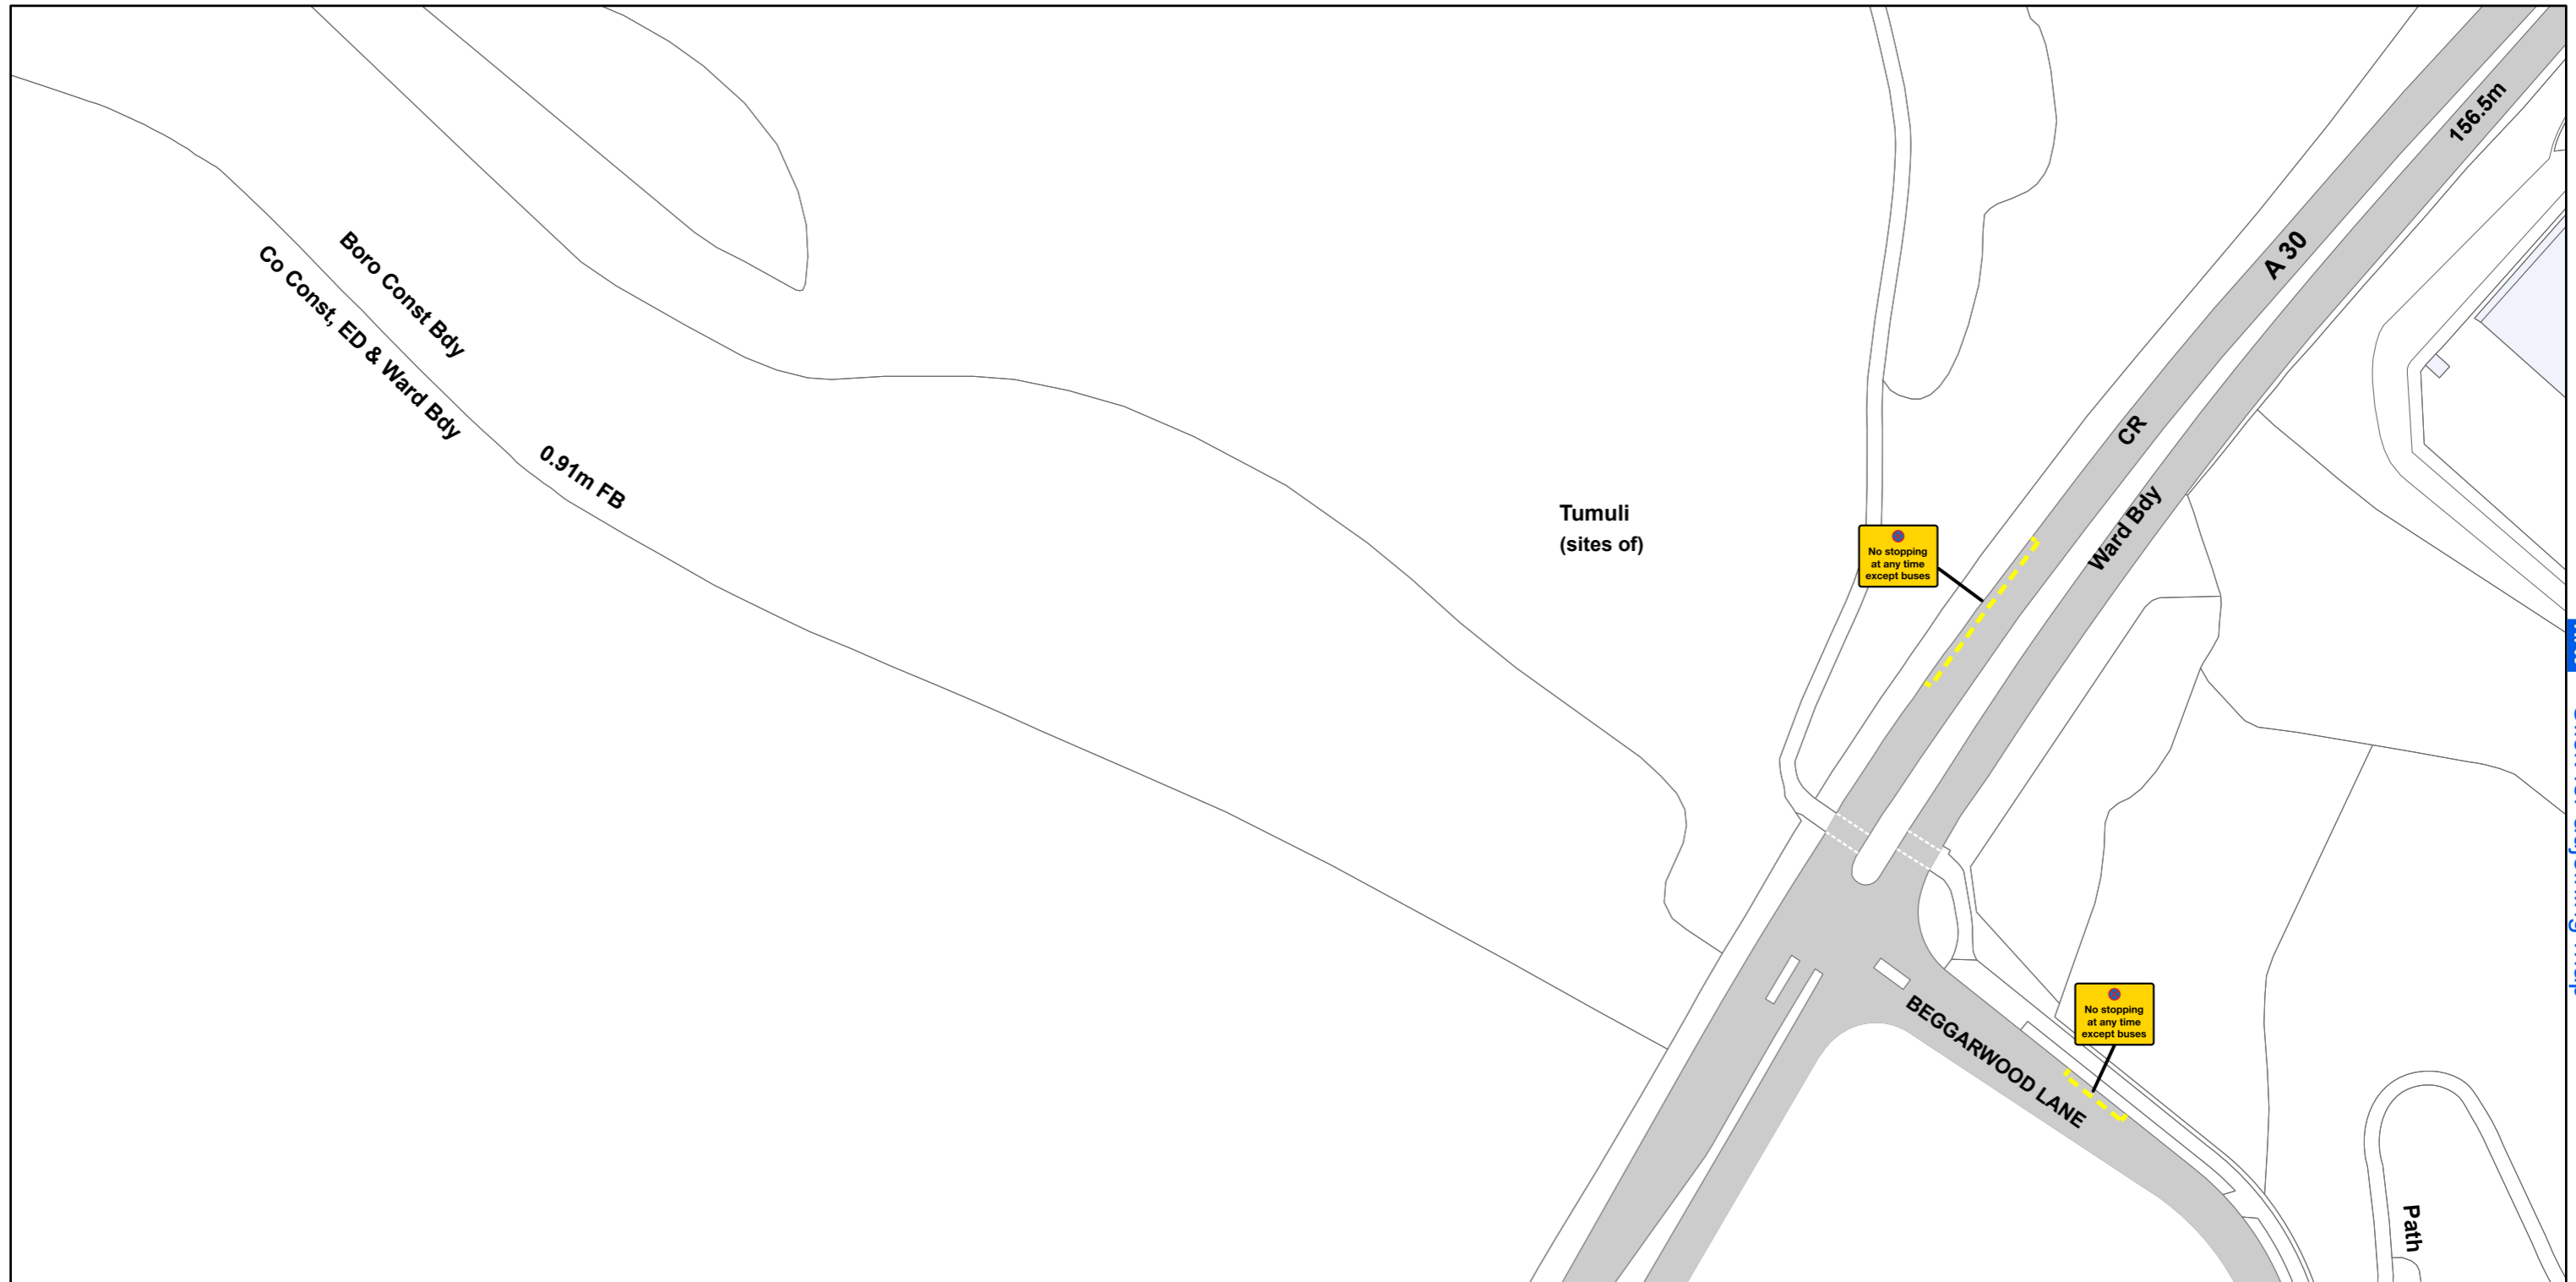 156.5m
A 30
Boro Const Bdy
Co Const, ED & Ward Bdy
CR
0.91m FB
Ward Bdy
Tumuli
(sites of)
No stopping
at any time
except buses
No stopping
at any time
except buses
BEGGARWOOD LANE
Path